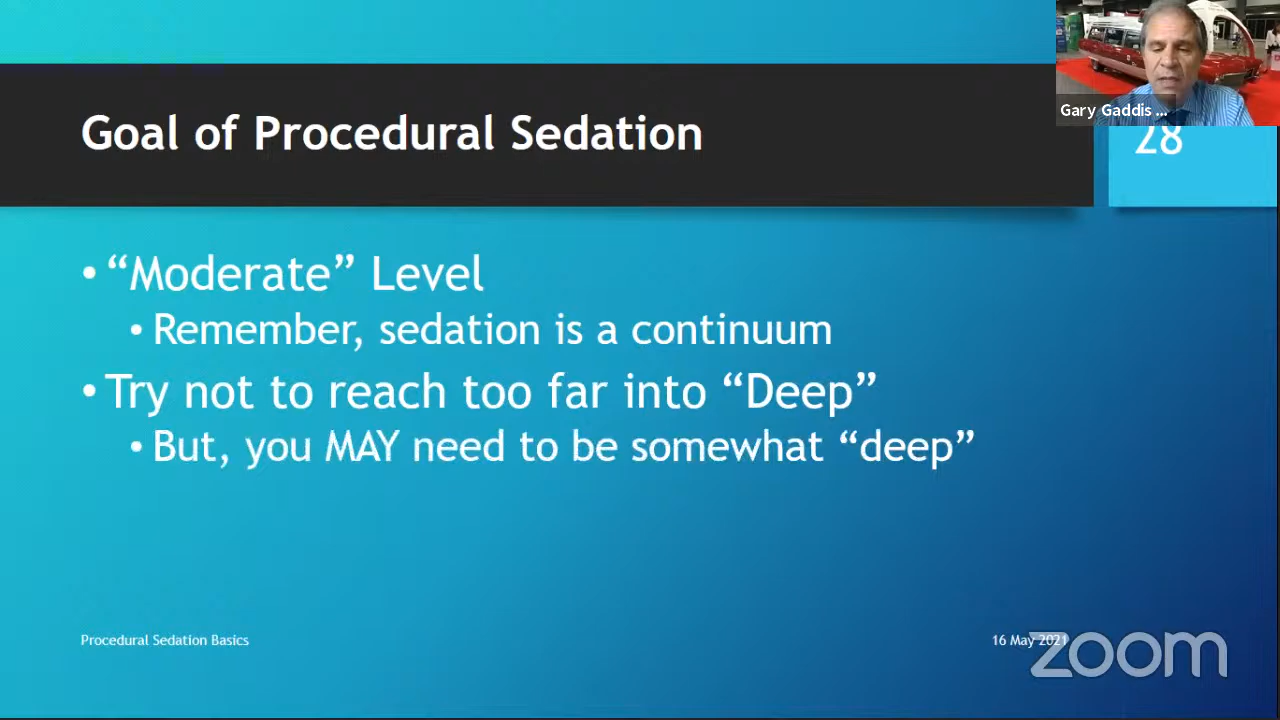 Gary Gaddis ...
Goal of Procedural Sedation
28
• “Moderate” Level
• Remember, sedation is a continuum
• Try not to reach too far into “Deep”
• But, you MAY need to be somewhat “deep”
Procedural Sedation Basics
16 May 2021
zoom